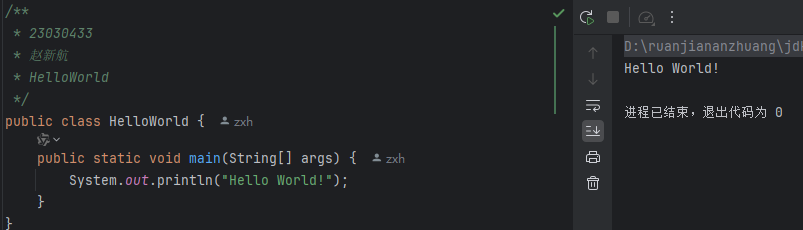 /**
 * 23030433
 * 赵新航
 * HelloWorld
 */
public class HelloWorld { zxh
public static void main(String[] args) { zxh
System.out.println("Hello World!");
}
}
D:\ruanjiananzhuang\jd
Hello World!
进程已结束，退出代码为 0